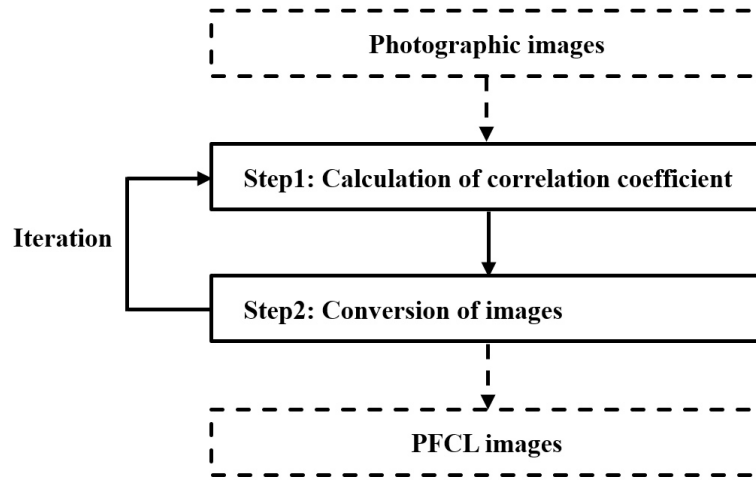 Photographic images
Step1: Calculation of correlation coefficient
Iteration
Step2: Conversion of images
PFCL images